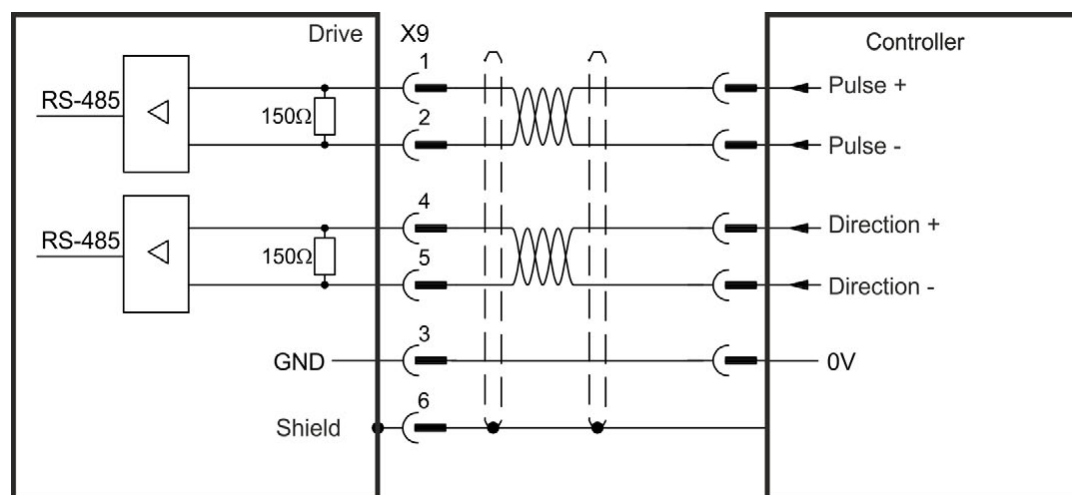 Drive X9 Controller
1
RS-485 150Ω Pulse +
2
Pulse -
4
RS-485 150Ω Direction +
5
Direction -
3
GND 0V
6
Shield